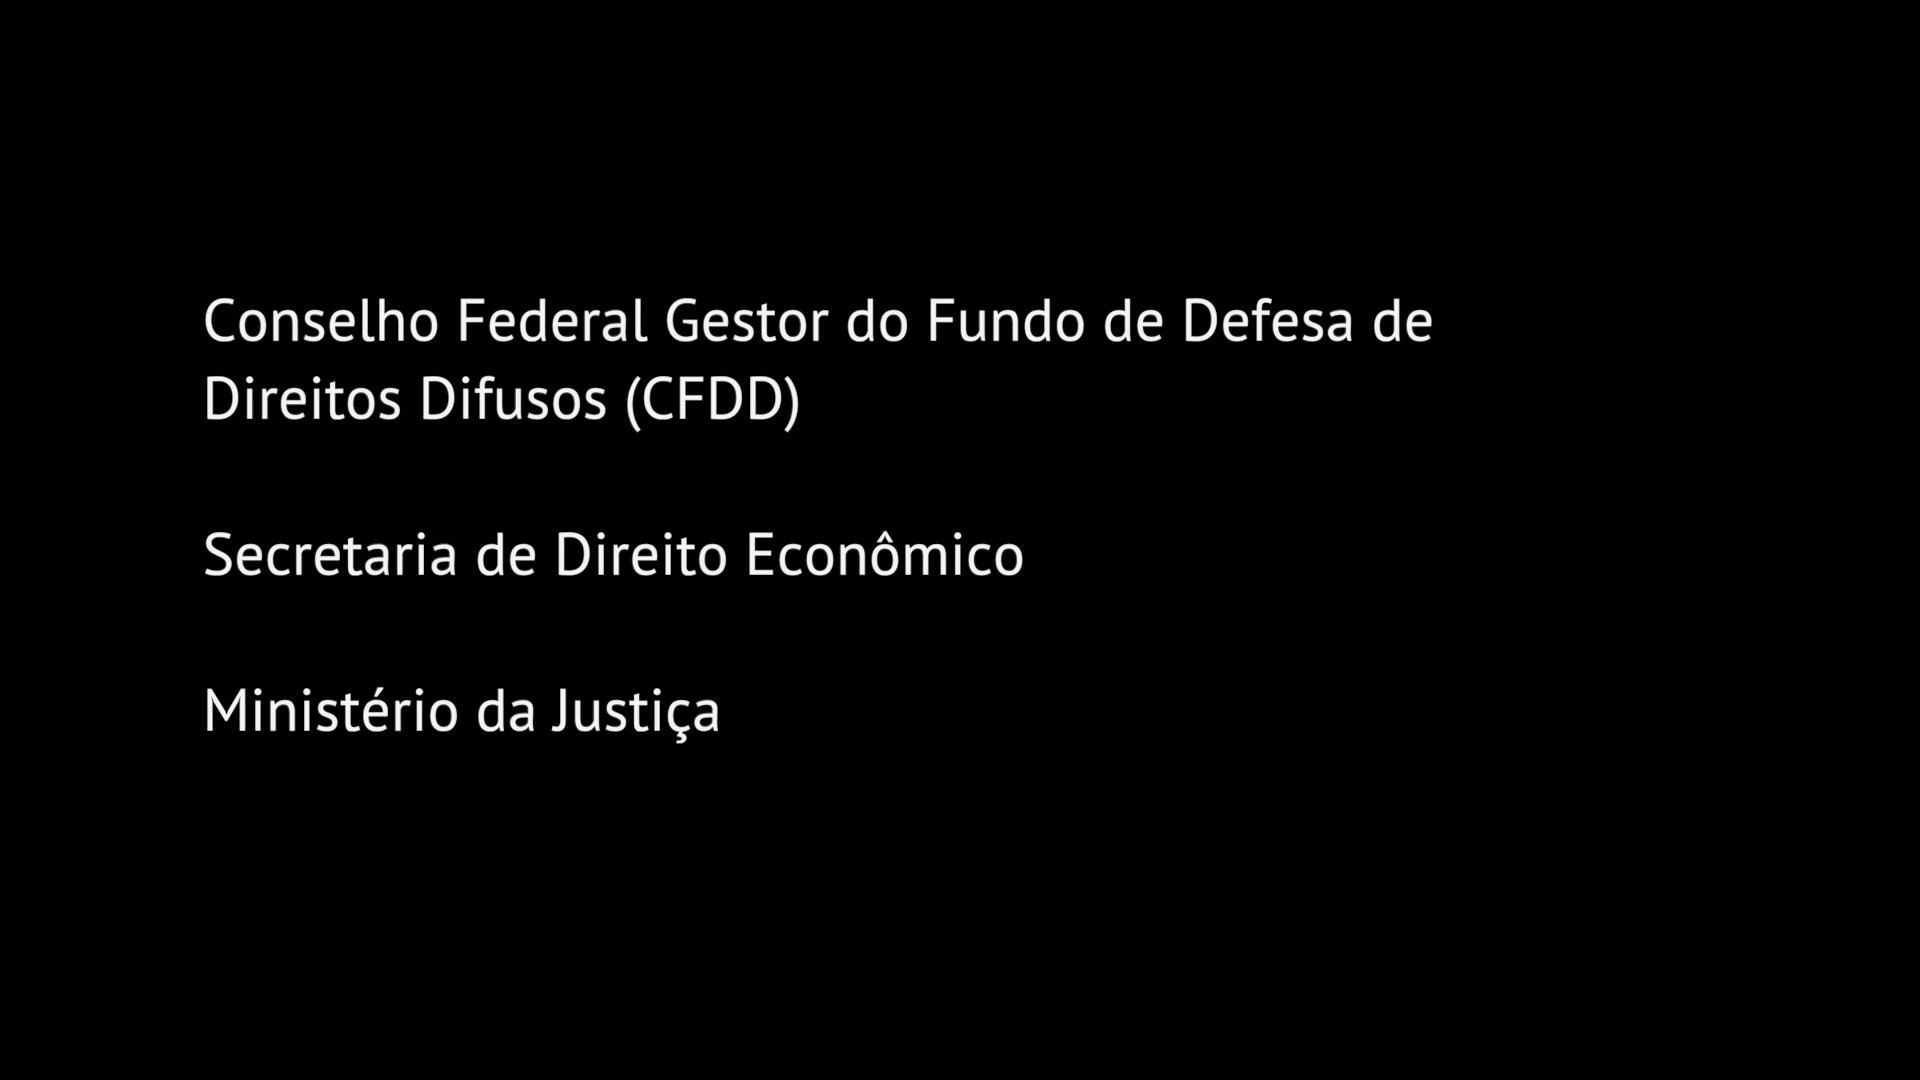 Conselho Federal Gestor do Fundo de Defesa de
Direitos Difusos (CFDD)
Secretaria de Direito Econômico
Ministério da Justiça